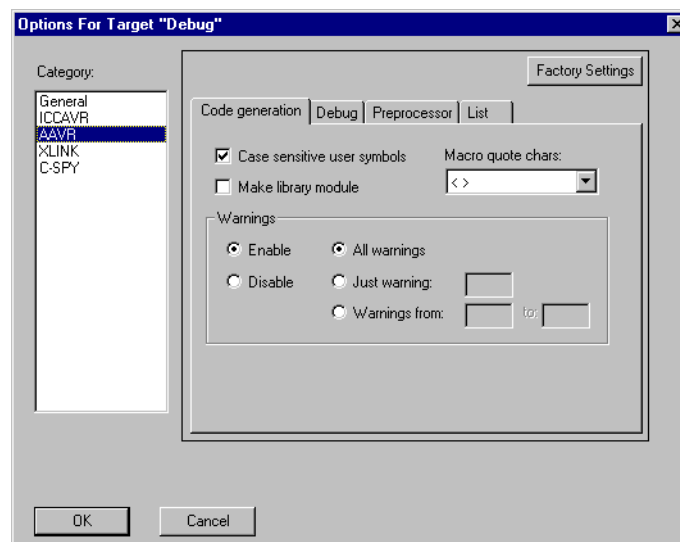 Options For Target "Debug"
Category:
Factory Settings
General
ICCAVR
AAVR
XLINK
C-SPY
Code generation Debug Preprocessor List
Case sensitive user symbols
Macro quote chars:
Make library module
< >
Warnings
Enable All warnings
Disable Just warning:
Warnings from: to:
OK Cancel